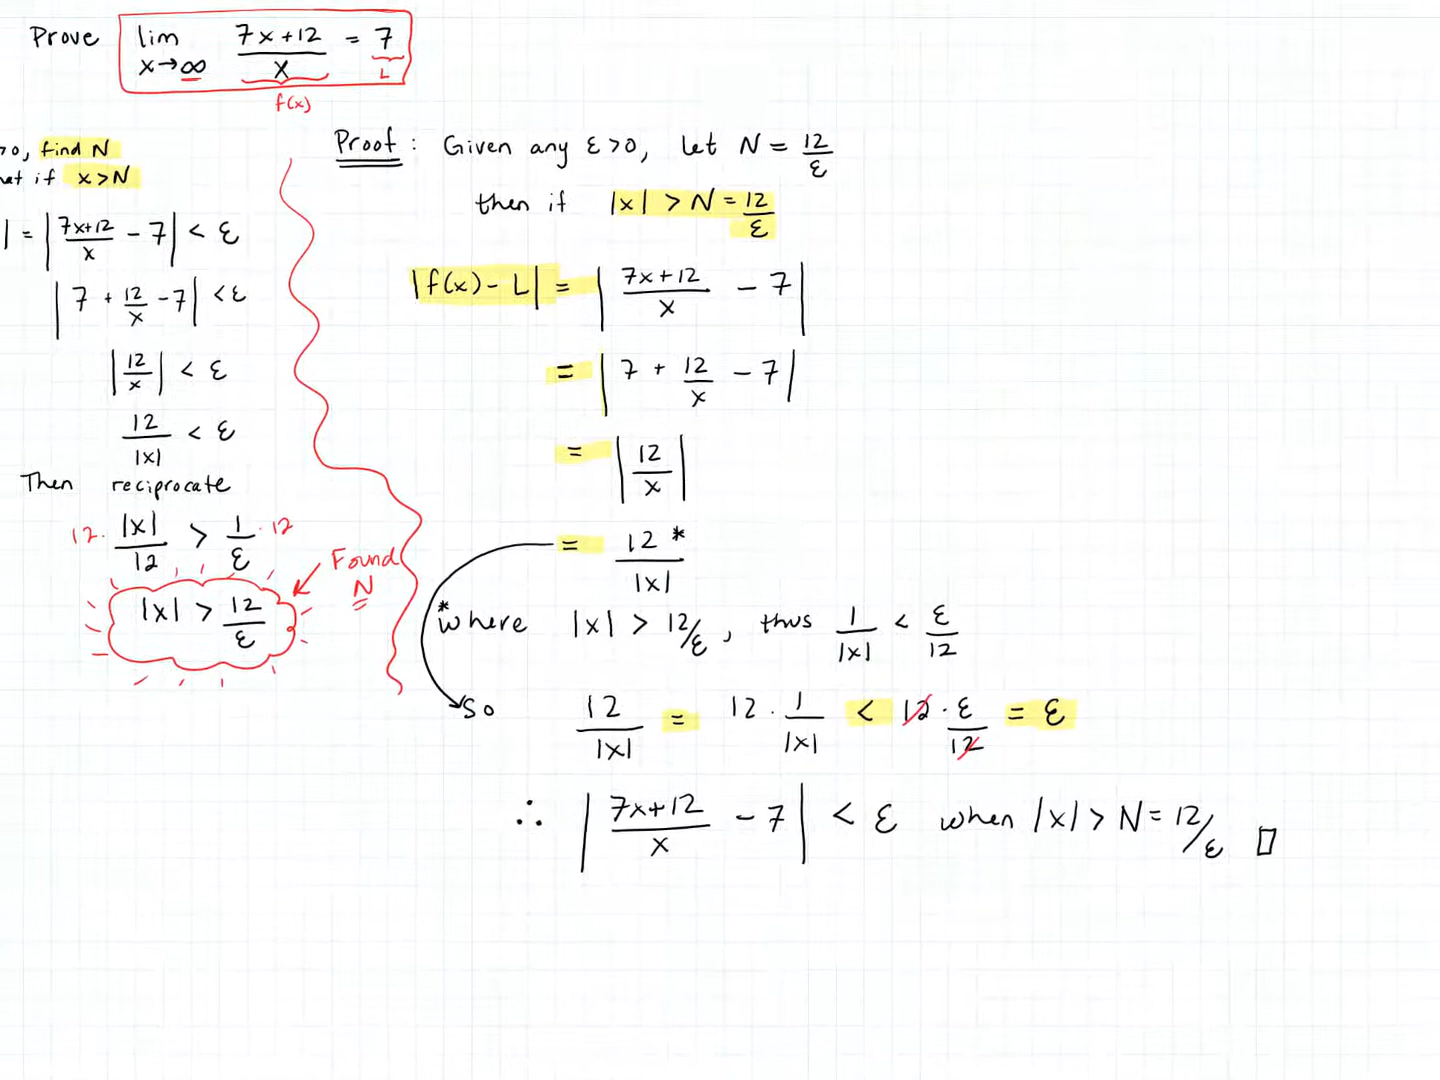 Prove lim x→∞ (7x+12)/x = 7
f(x) L
>0, find N
if x>N
| = |(7x+12)/x - 7| < ε
|7 + 12/x - 7| < ε
|12/x| < ε
12/|x| < ε
Then reciprocate
12 · |x|/12 > 1/ε · 12
Found N
|x| > 12/ε
Proof: Given any ε>0, let N = 12/ε
then if |x| > N = 12/ε
|f(x) - L| = |(7x+12)/x - 7|
= |7 + 12/x - 7|
= |12/x|
= 12/|x| *
*where |x| > 12/ε, thus 1/|x| < ε/12
So 12/|x| = 12 · 1/|x| < 12 · ε/12 = ε
∴ |(7x+12)/x - 7| < ε when |x| > N = 12/ε □